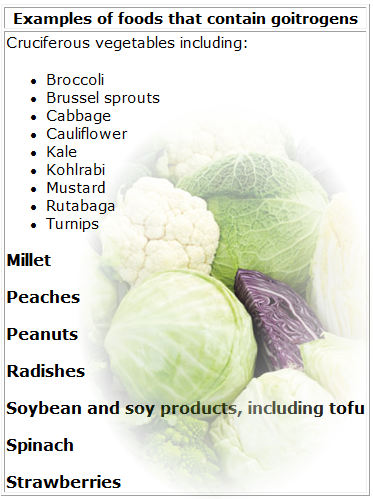 Examples of foods that contain goitrogens
Cruciferous vegetables including:
Broccoli
Brussel sprouts
Cabbage
Cauliflower
Kale
Kohlrabi
Mustard
Rutabaga
Turnips
Millet
Peaches
Peanuts
Radishes
Soybean and soy products, including tofu
Spinach
Strawberries